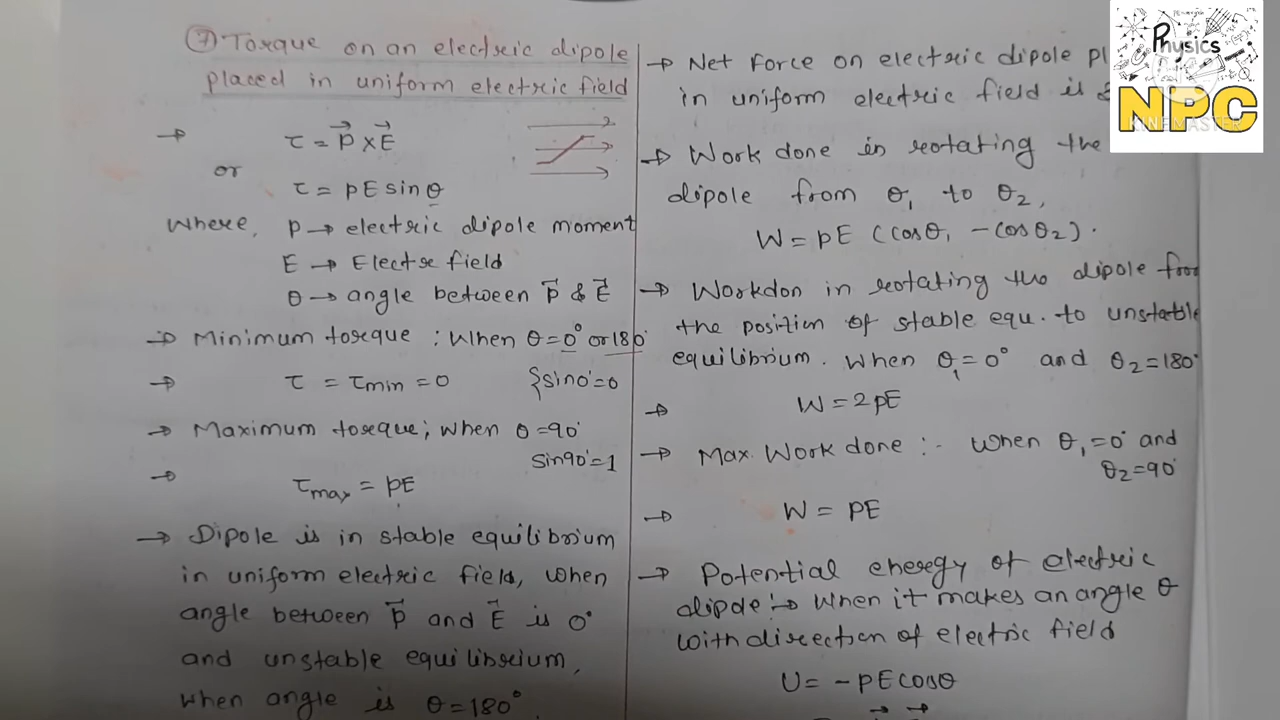 ⑦ Torque on an electric dipole
placed in uniform electric field
→ τ = p⃗ × E⃗
or
τ = pE sinθ
Where, p → electric dipole moment
E → Electre field
θ → angle between p⃗ & E⃗
→ Minimum torque : When θ=0° or 180°
→ τ = τmin = 0 {sin0°=0
→ Maximum torque; when θ=90°
sin90°=1
→ τmax = pE
→ Dipole is in stable equilibrium
in uniform electric field, when
angle between p⃗ and E⃗ is 0°
and unstable equilibrium,
when angle is θ=180°.
→ Net Force on electric dipole pl
in uniform electric field is
→ Work done in rotating the
dipole from θ₁ to θ₂,
W = pE (cosθ₁ - cosθ₂).
→ Workdon in rotating the dipole from
the position of stable equ. to unstable
equilibrium. When θ₁=0° and θ₂=180°
→ W = 2pE
→ Max. Work done :- When θ₁=0° and
θ₂=90°
→ W = pE
→ Potential energy of electric
dipole :→ When it makes an angle θ
with direction of electric field
U = -pEcosθ
Physics
NPC
KINEMASTER